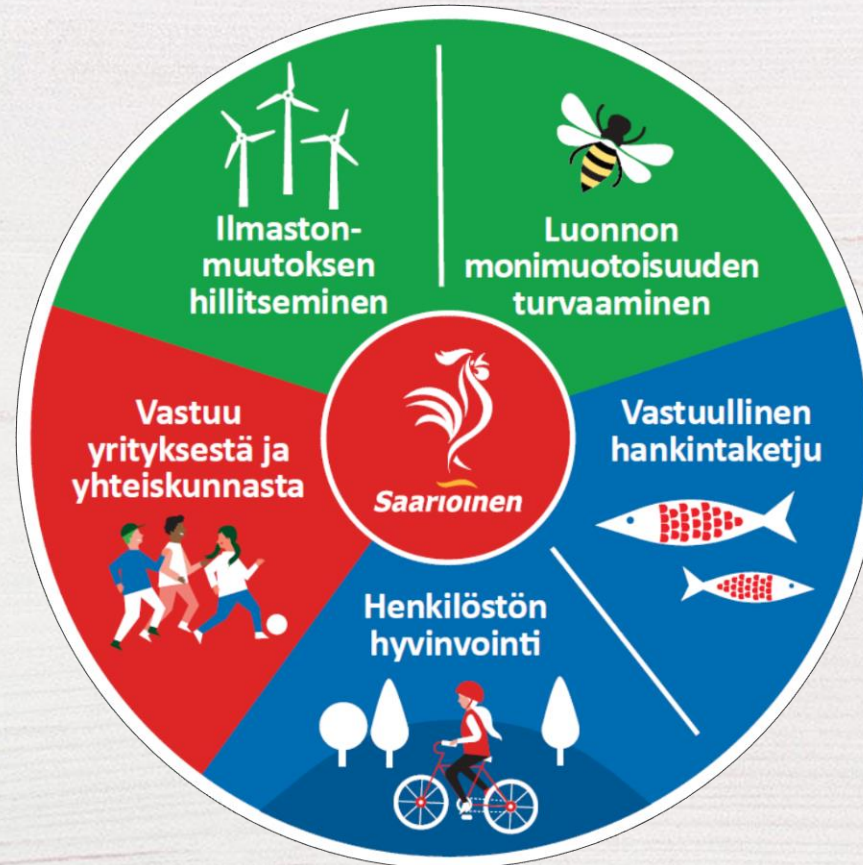 Ilmaston-
muutoksen
hillitseminen
Luonnon
monimuotoisuuden
turvaaminen
Vastuu
yrityksestä ja
yhteiskunnasta
Saarioinen
Vastuullinen
hankintaketju
Henkilöstön
hyvinvointi